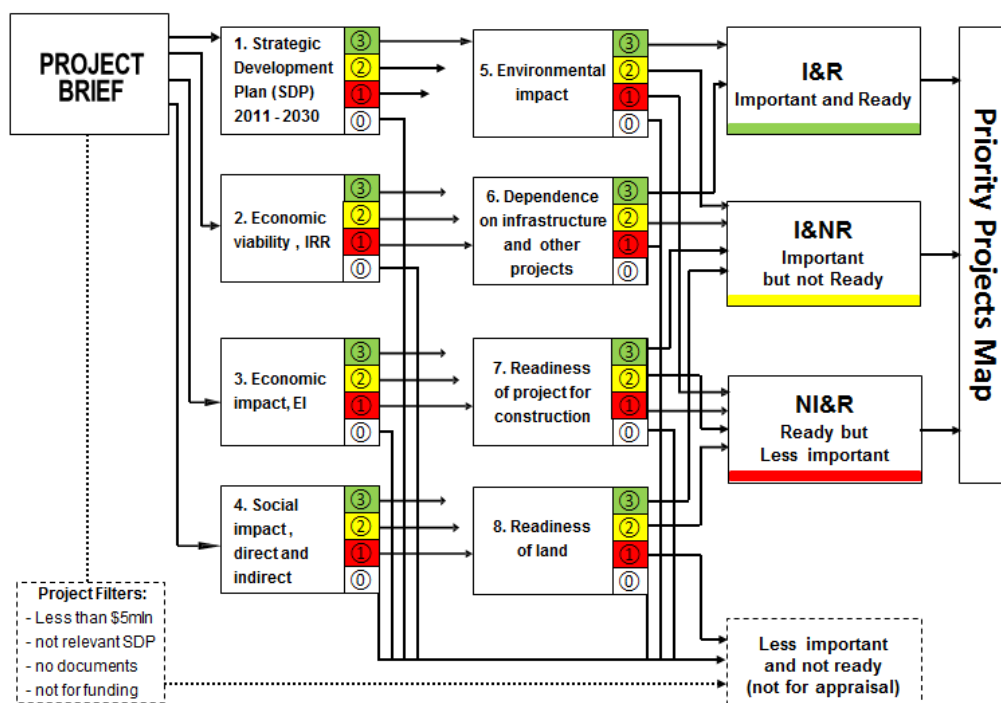 PROJECT
BRIEF
1. Strategic
Development
Plan (SDP)
2011 - 2030
③
②
①
⓪
2. Economic
viability , IRR
③
②
①
⓪
3. Economic
impact, EI
③
②
①
⓪
4. Social
impact ,
direct and
indirect
③
②
①
⓪
5. Environmental
impact
③
②
①
⓪
6. Dependence
on infrastructure
and other
projects
③
②
①
⓪
7. Readiness
of project for
construction
③
②
①
⓪
8. Readiness
of land
③
②
①
⓪
I&R
Important and Ready
I&NR
Important
but not Ready
NI&R
Ready but
Less important
Priority Projects Map
Project Filters:
- Less than $5mln
- not relevant SDP
- no documents
- not for funding
Less important
and not ready
(not for appraisal)